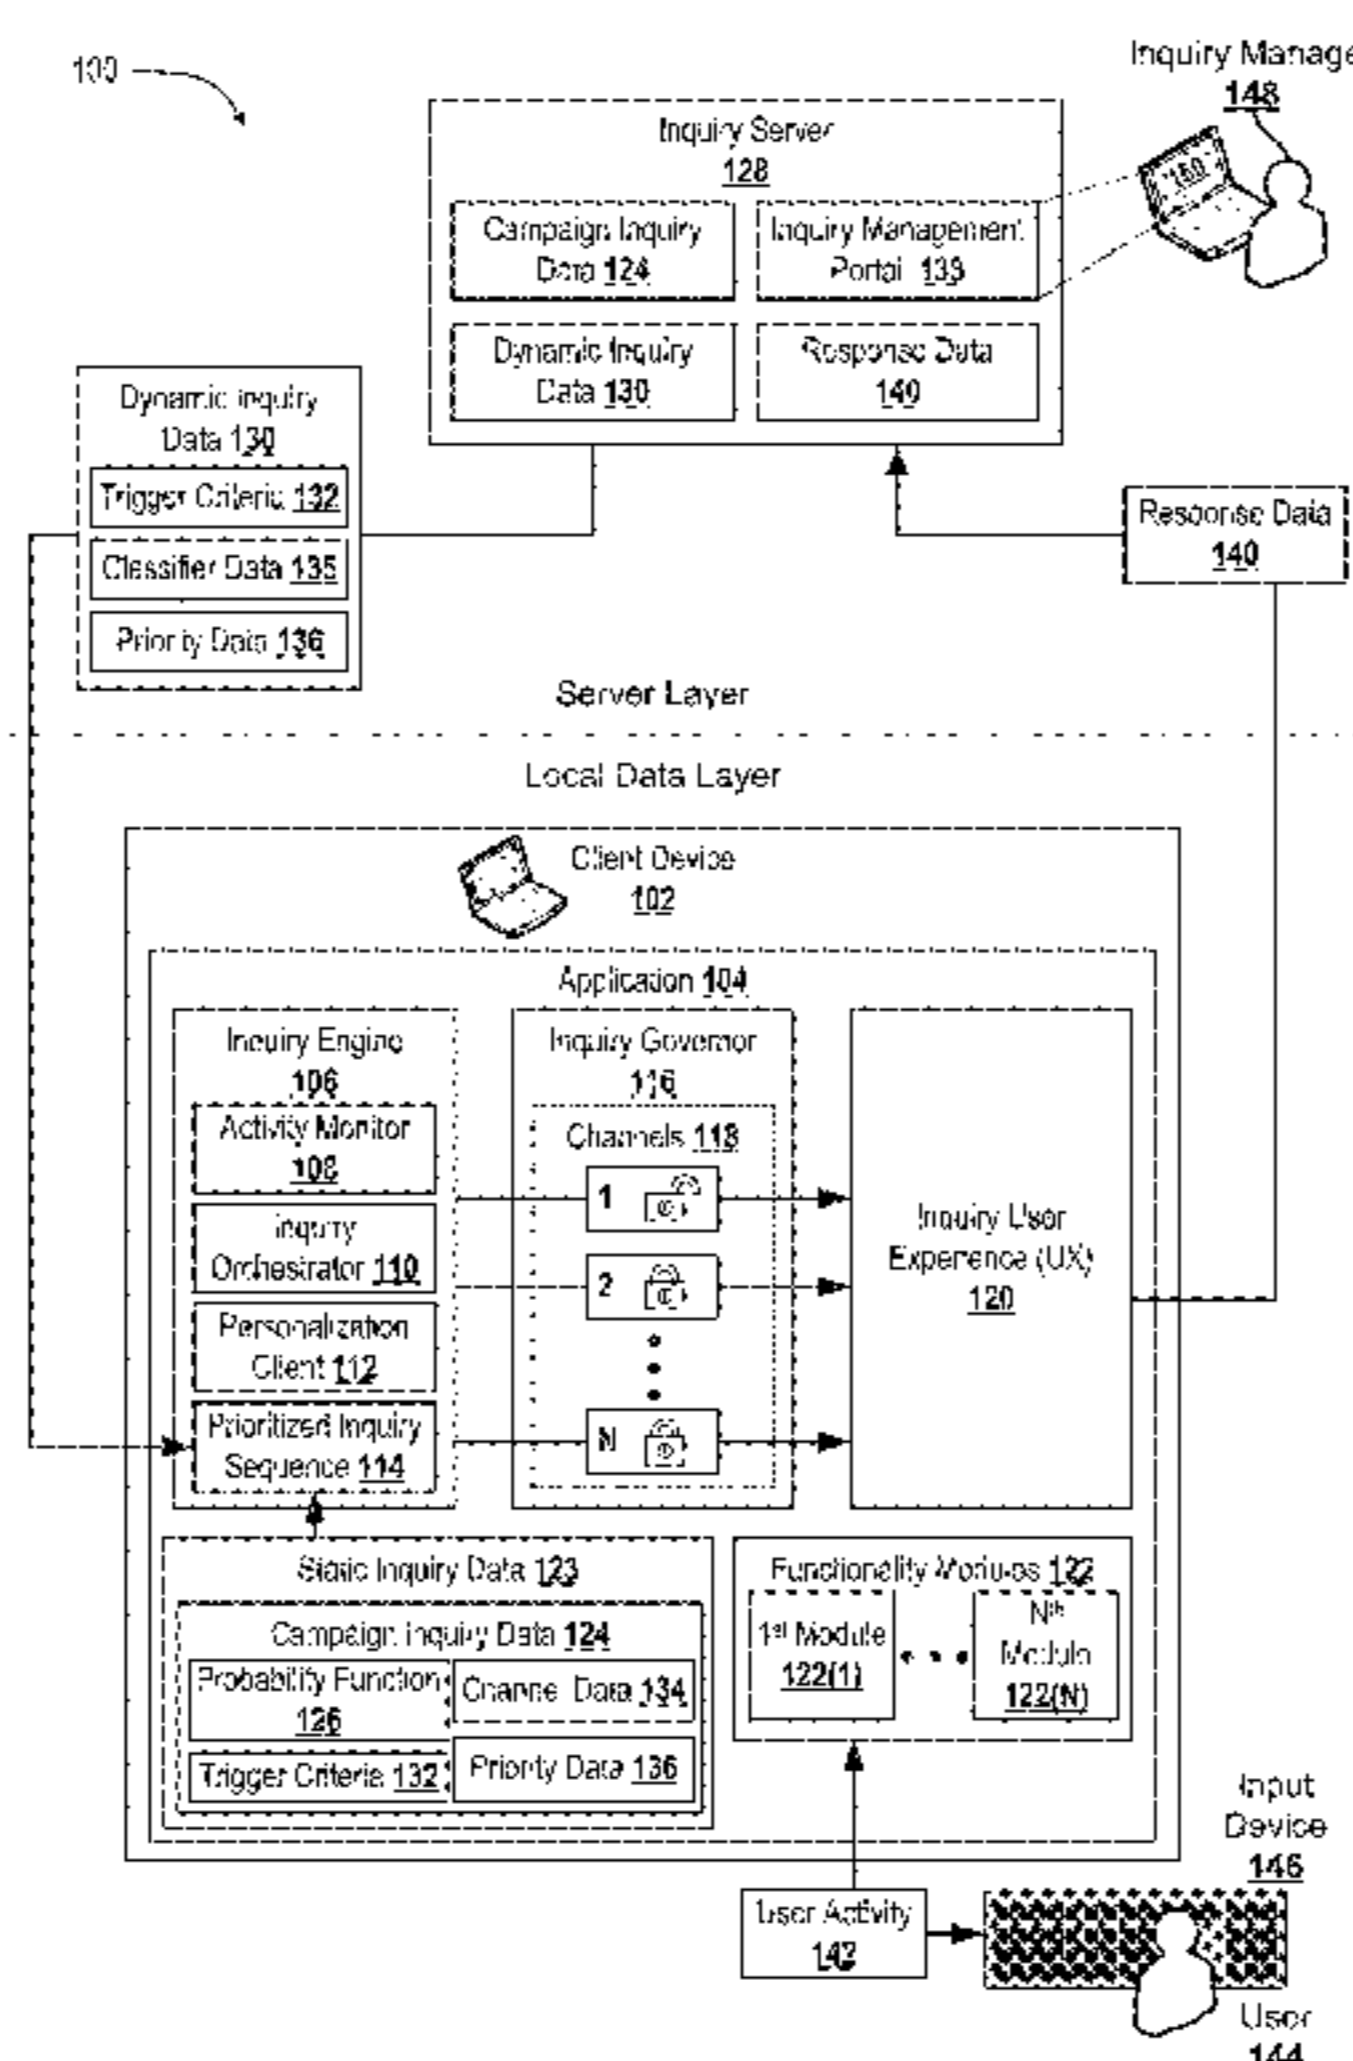 100
Inquiry Manage
148
Inquiry Server
128
150
Campaign Inquiry
Data 124
Inquiry Management
Portal 138
Dynamic Inquiry
Data 130
Response Data
140
Dynamic Inquiry
Data 130
Trigger Criteria 132
Classifier Data 135
Priority Data 136
Response Data
140
Server Layer
Local Data Layer
Client Device
102
Application 104
Inquiry Engine
106
Activity Monitor
108
Inquiry
Orchestrator 110
Personalization
Client 112
Prioritized Inquiry
Sequence 114
Inquiry Governor
116
Channels 118
1
2
N
Inquiry User
Experience (UX)
120
Static Inquiry Data 123
Campaign Inquiry Data 124
Probability Function
126
Channel Data 134
Trigger Criteria 132
Priority Data 136
Functionality Modules 122
1st Module
122(1)
Nth
Module
122(N)
User Activity
142
Input
Device
146
User
144